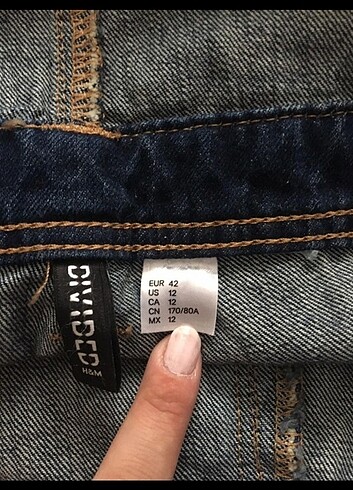 DIVIDED
H&M
EUR 42
US 12
CA 12
CN 170/80A
MX 12